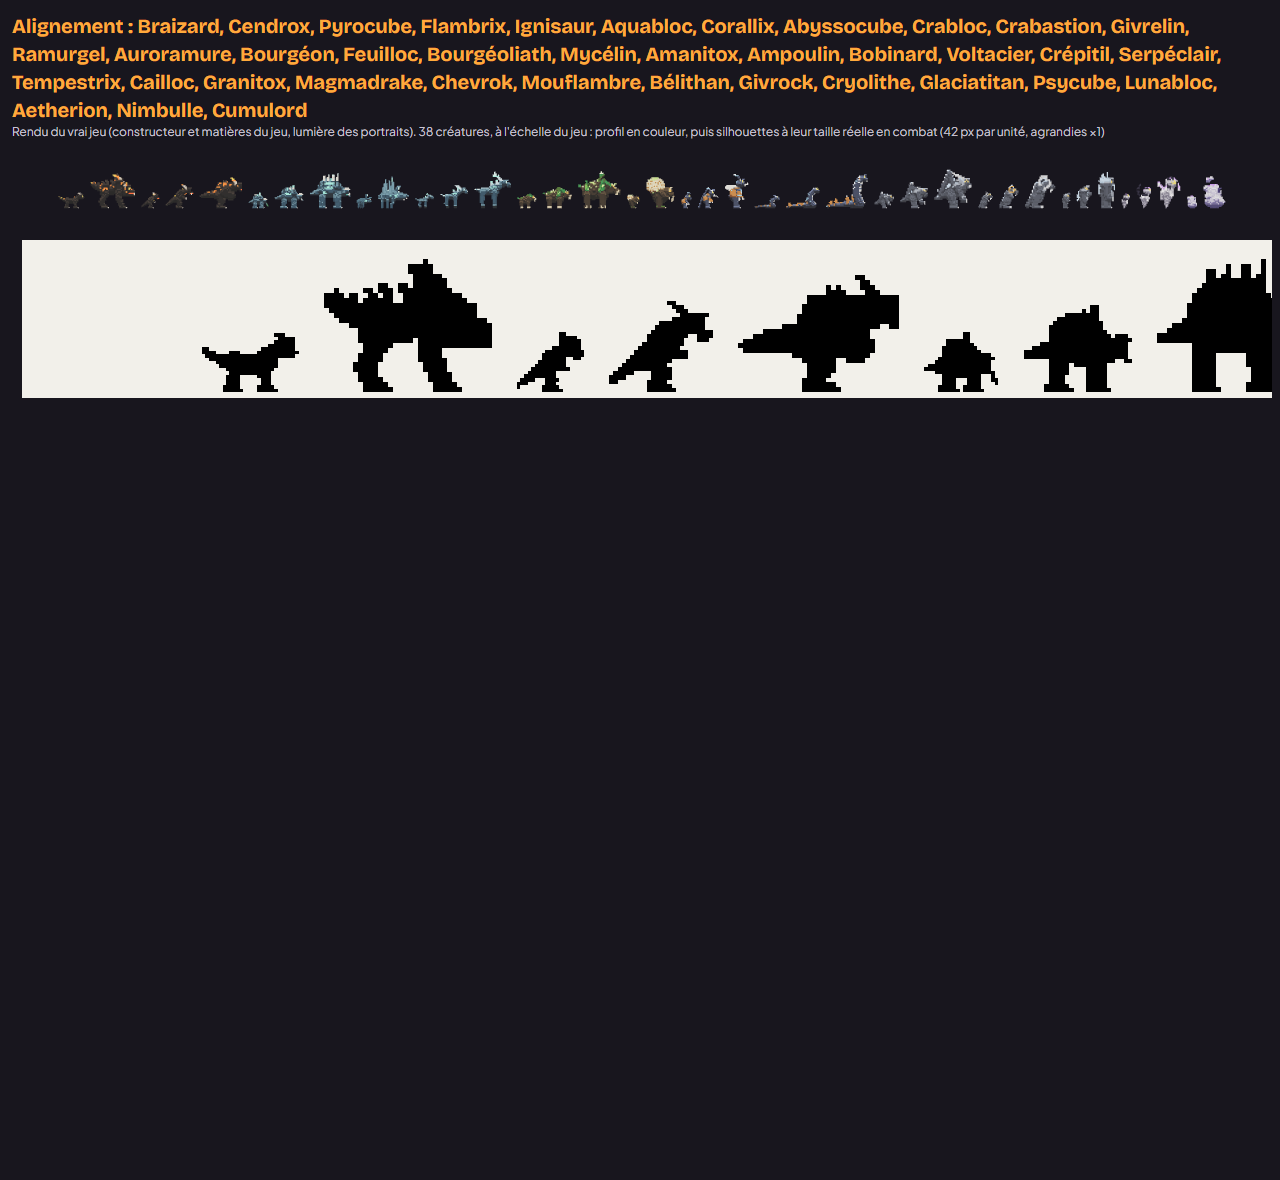 Alignement : Braizard, Cendrox, Pyrocube, Flambrix, Ignisaur, Aquabloc, Corallix, Abyssocube, Crabloc, Crabastion, Givrelin,
Ramurgel, Auroramure, Bourgéon, Feuilloc, Bourgéoliath, Mycélin, Amanitox, Ampoulin, Bobinard, Voltacier, Crépitil, Serpéclair,
Tempestrix, Cailloc, Granitox, Magmadrake, Chevrok, Mouflambre, Bélithan, Givrock, Cryolithe, Glaciatitan, Psycube, Lunabloc,
Aetherion, Nimbulle, Cumulord
Rendu du vrai jeu (constructeur et matières du jeu, lumière des portraits). 38 créatures, à l'échelle du jeu : profil en couleur, puis silhouettes à leur taille réelle en combat (42 px par unité, agrandies ×1)